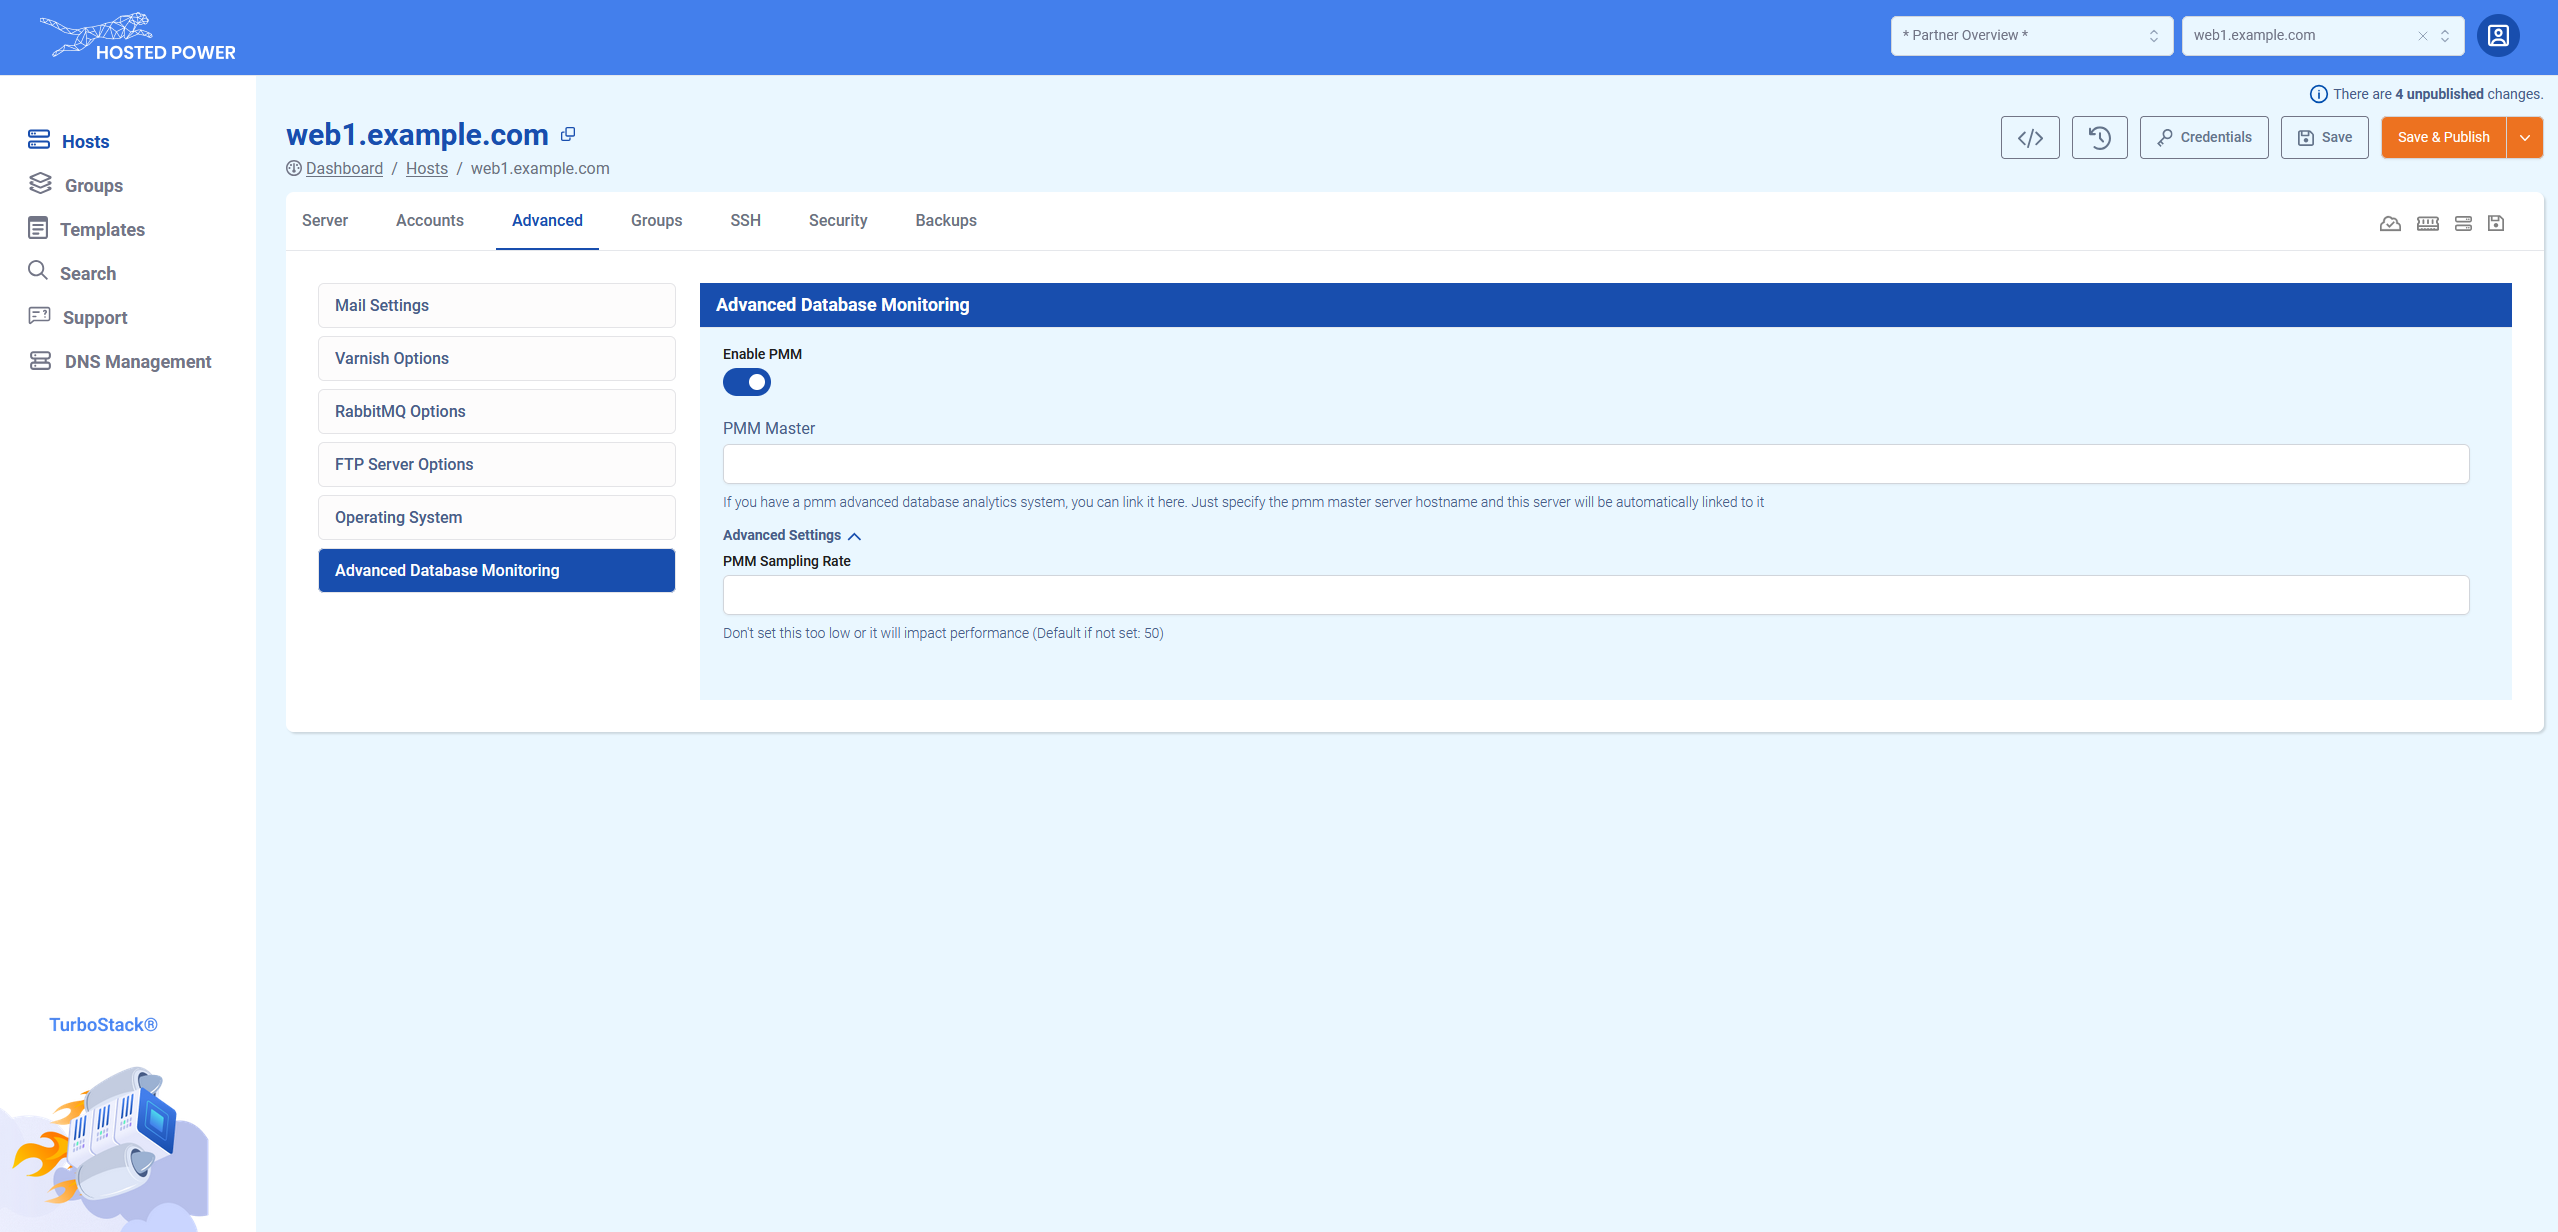 HOSTED POWER
* Partner Overview *
web1.example.com
There are 4 unpublished changes.
Hosts
Groups
Templates
Search
Support
DNS Management
web1.example.com
Dashboard / Hosts / web1.example.com
Credentials
Save
Save & Publish
Server
Accounts
Advanced
Groups
SSH
Security
Backups
Mail Settings
Varnish Options
RabbitMQ Options
FTP Server Options
Operating System
Advanced Database Monitoring
Advanced Database Monitoring
Enable PMM
PMM Master
If you have a pmm advanced database analytics system, you can link it here. Just specify the pmm master server hostname and this server will be automatically linked to it
Advanced Settings
PMM Sampling Rate
Don't set this too low or it will impact performance (Default if not set: 50)
TurboStack®